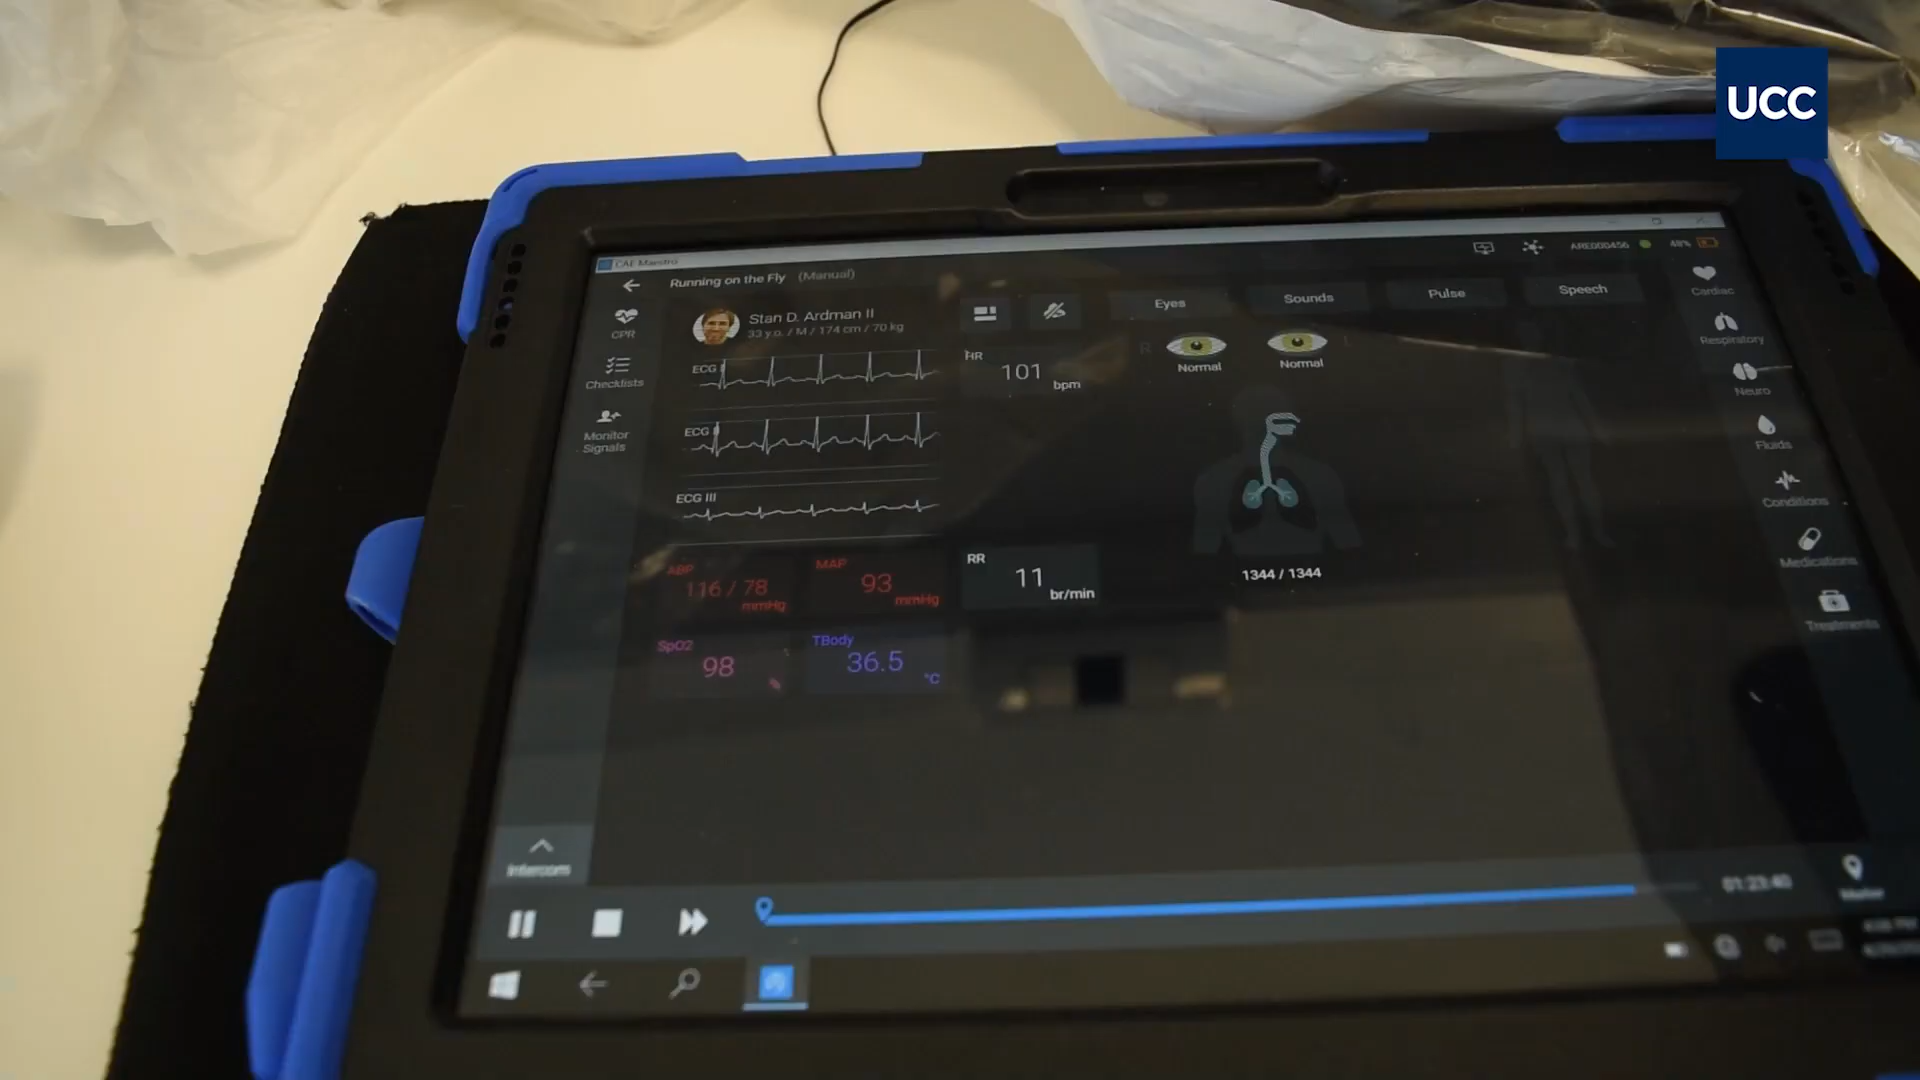 UCC
CAE Maestro
Running on the Fly (Manual)
ARE000456
48%
CPR
Checklists
Monitor
Signals
Stan D. Ardman II
33 y.o. / M / 174 cm / 70 kg
ECG
ECG II
ECG III
HR
101
bpm
Eyes
Sounds
Pulse
Speech
R
L
Normal
Normal
ABP
116 / 78
mmHg
MAP
93
mmHg
RR
11
br/min
1344 / 1344
SpO2
98
%
TBody
36.5
°C
Cardiac
Respiratory
Neuro
Fluids
Conditions
Medications
Treatments
Intercom
01:23:40
Marker